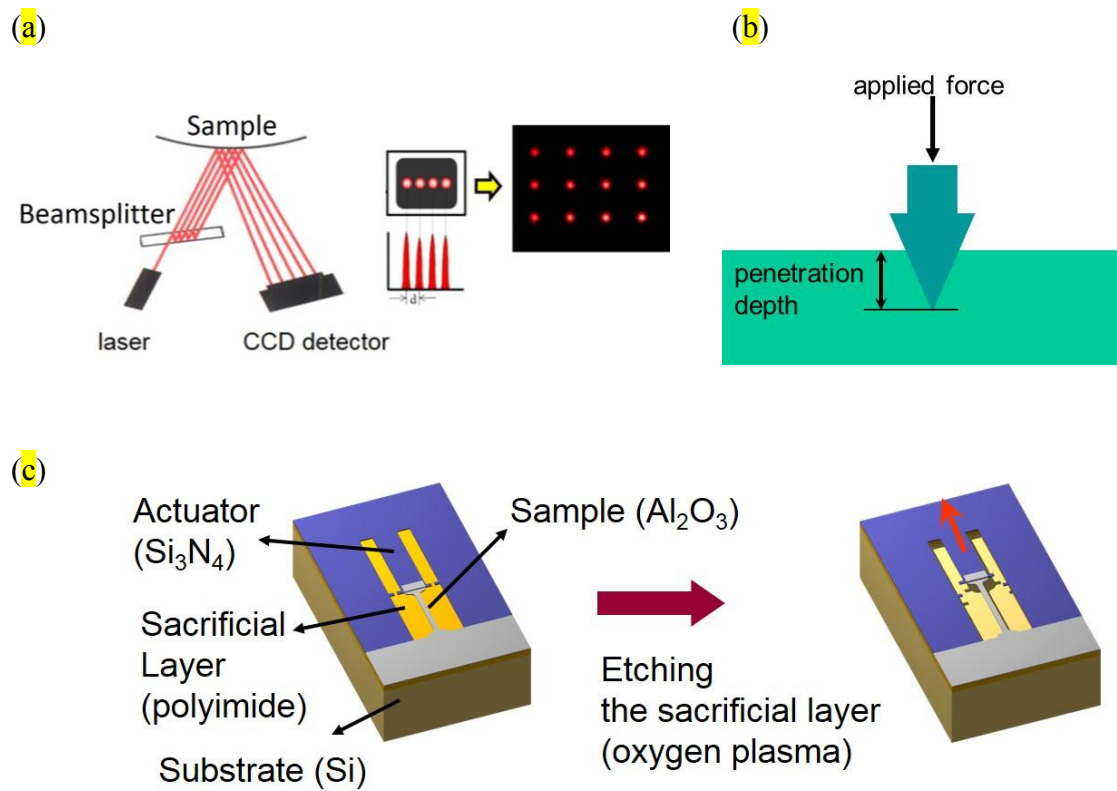 (a)
Sample
Beamsplitter
laser
CCD detector
d
(b)
applied force
penetration
depth
(c)
Actuator
(Si₃N₄)
Sacrificial
Layer
(polyimide)
Substrate (Si)
Sample (Al₂O₃)
Etching
the sacrificial layer
(oxygen plasma)